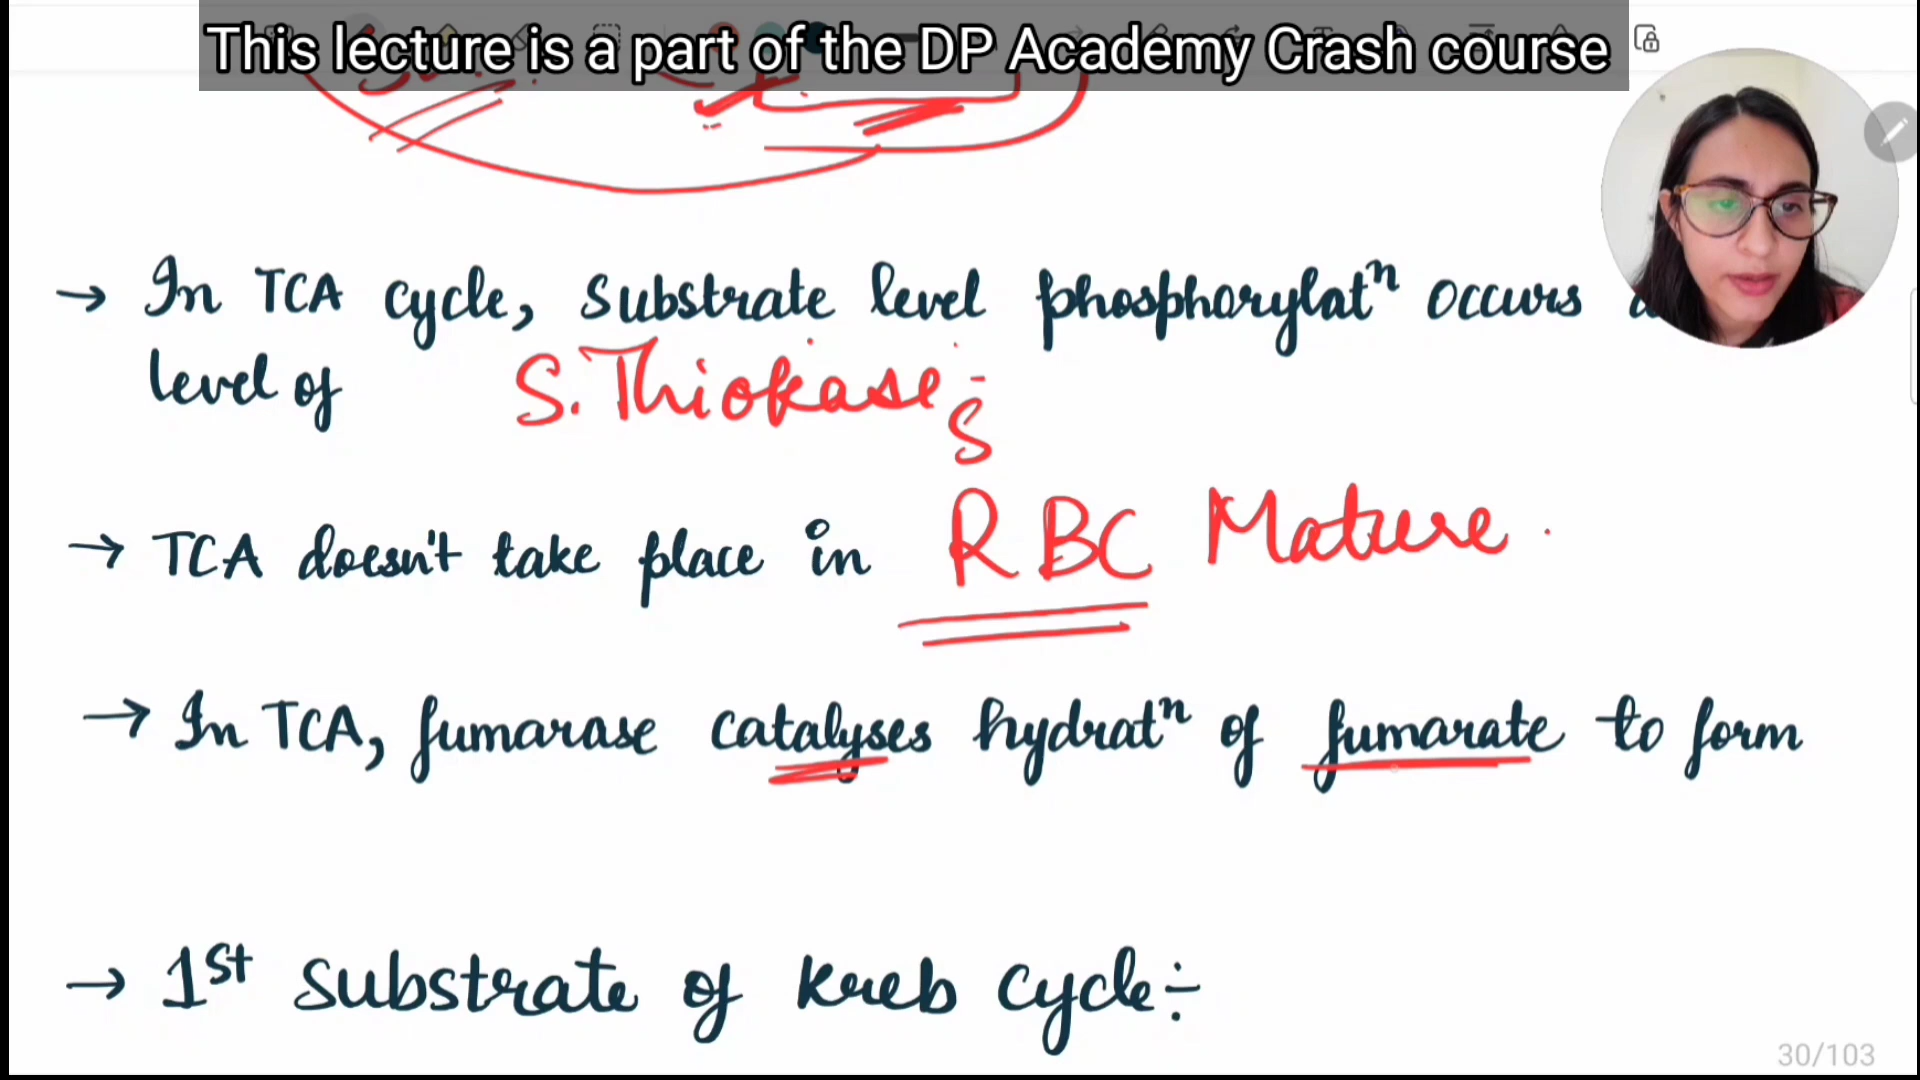 This lecture is a part of the DP Academy Crash course
→ In TCA cycle, substrate level phosphorylatⁿ occurs
level of S. Thiokase
S
→ TCA doesn't take place in RBC Mature.
→ In TCA, fumarase catalyses hydratⁿ of fumarate to form
→ 1st substrate of kreb cycle:-
30/103